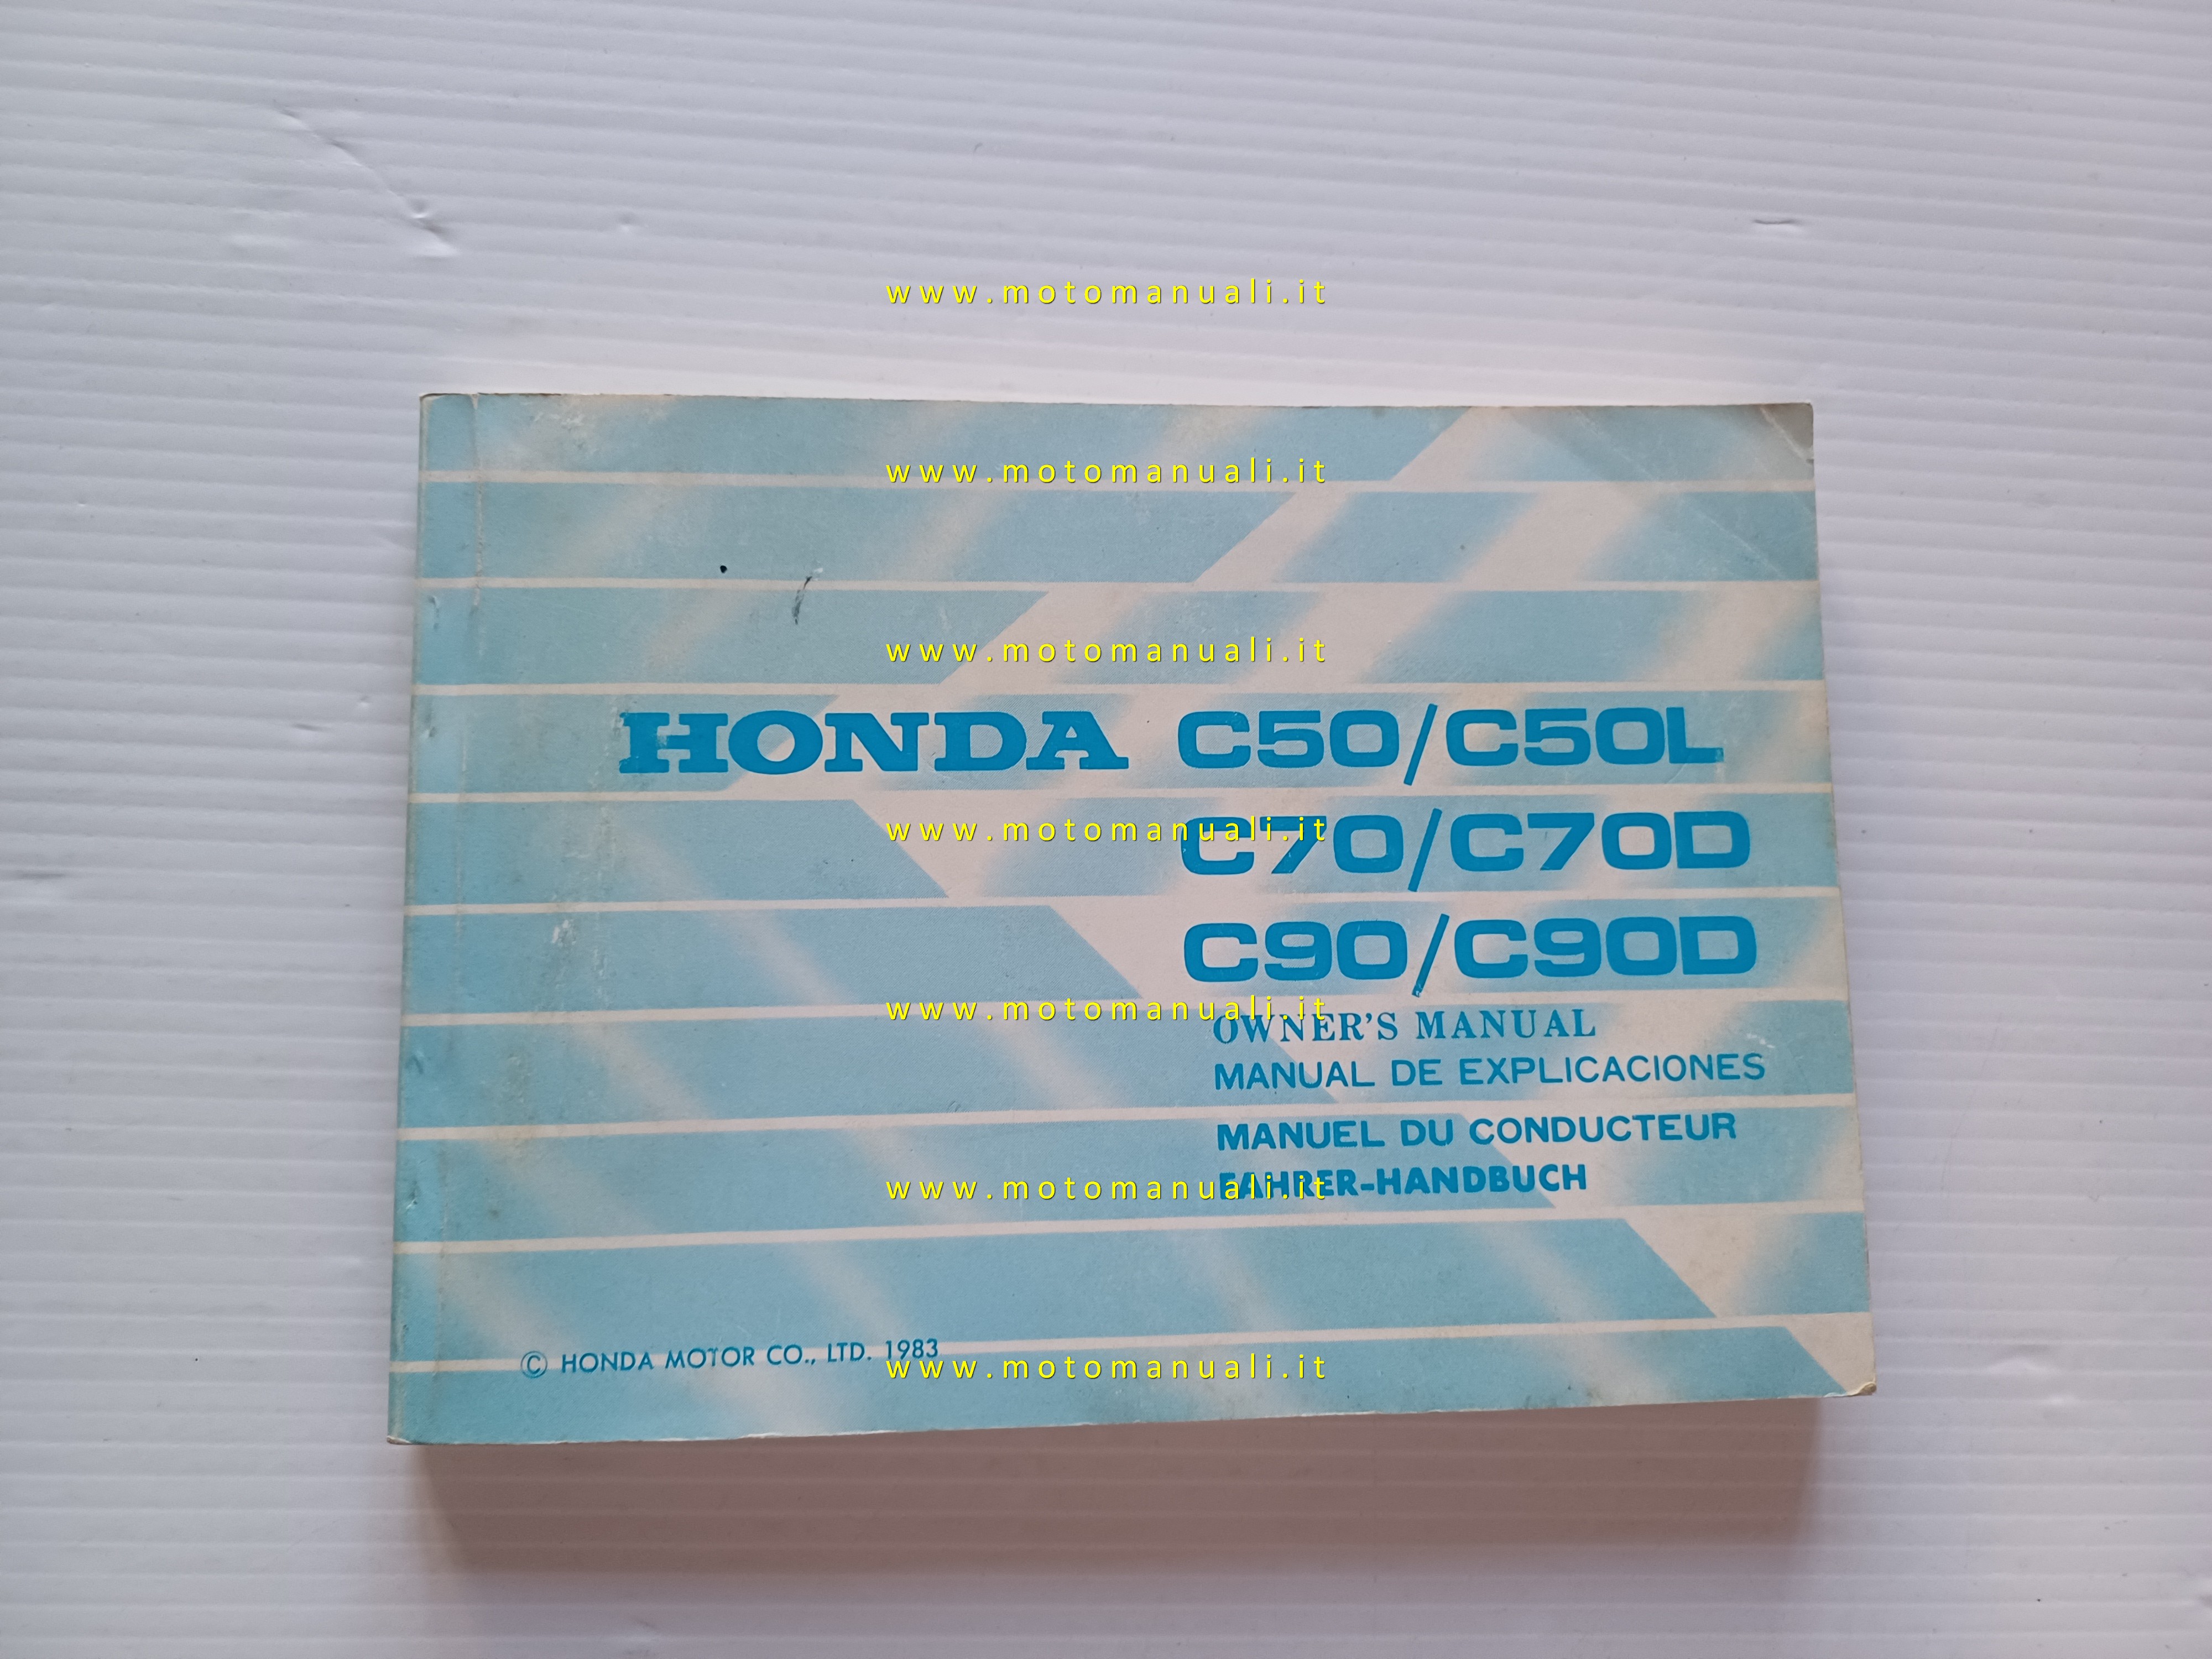 www.motomanuali.it
www.motomanuali.it
www.motomanuali.it
HONDA C50/C50L
www.motomanuali.it
C70/C70D
C90/C90D
www.motomanuali.it
OWNER'S MANUAL
MANUAL DE EXPLICACIONES
MANUEL DU CONDUCTEUR
www.motomanuali.it
FAHRER-HANDBUCH
© HONDA MOTOR CO., LTD. 1983
www.motomanuali.it